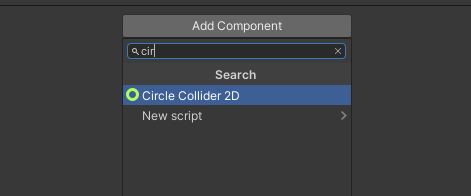 Add Component
cir
Search
Circle Collider 2D
New script